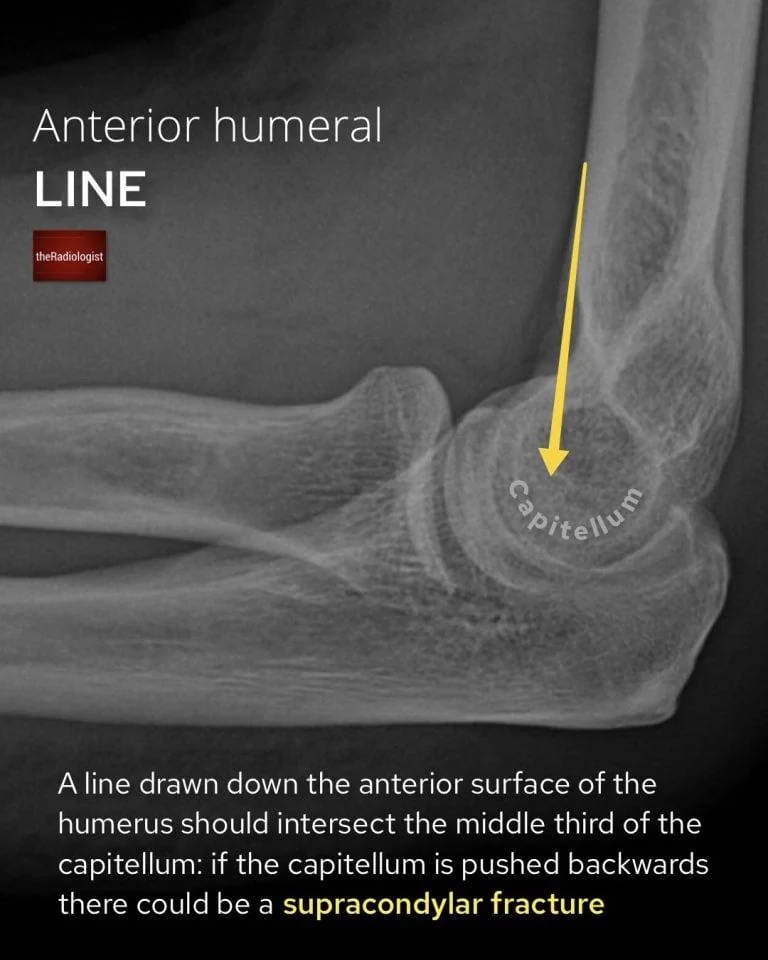 Anterior humeral
LINE
theRadiologist
Capitellum
A line drawn down the anterior surface of the
humerus should intersect the middle third of the
capitellum: if the capitellum is pushed backwards
there could be a supracondylar fracture